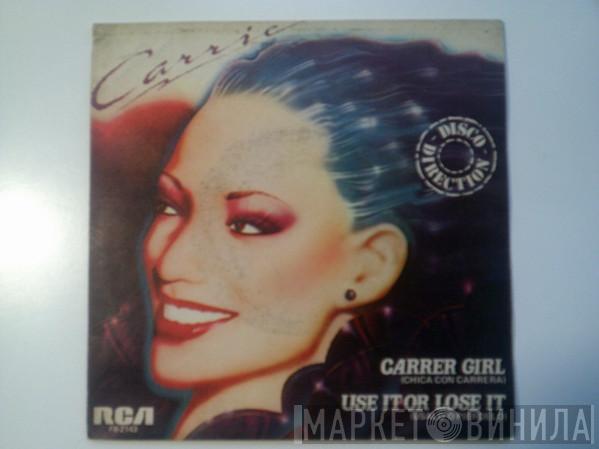 Carrie
DISCO
DIRECTION
CARRER GIRL
(CHICA CON CARRERA)
USE IT OR LOSE IT
RCA
МАРКЕТ ВИНИЛА